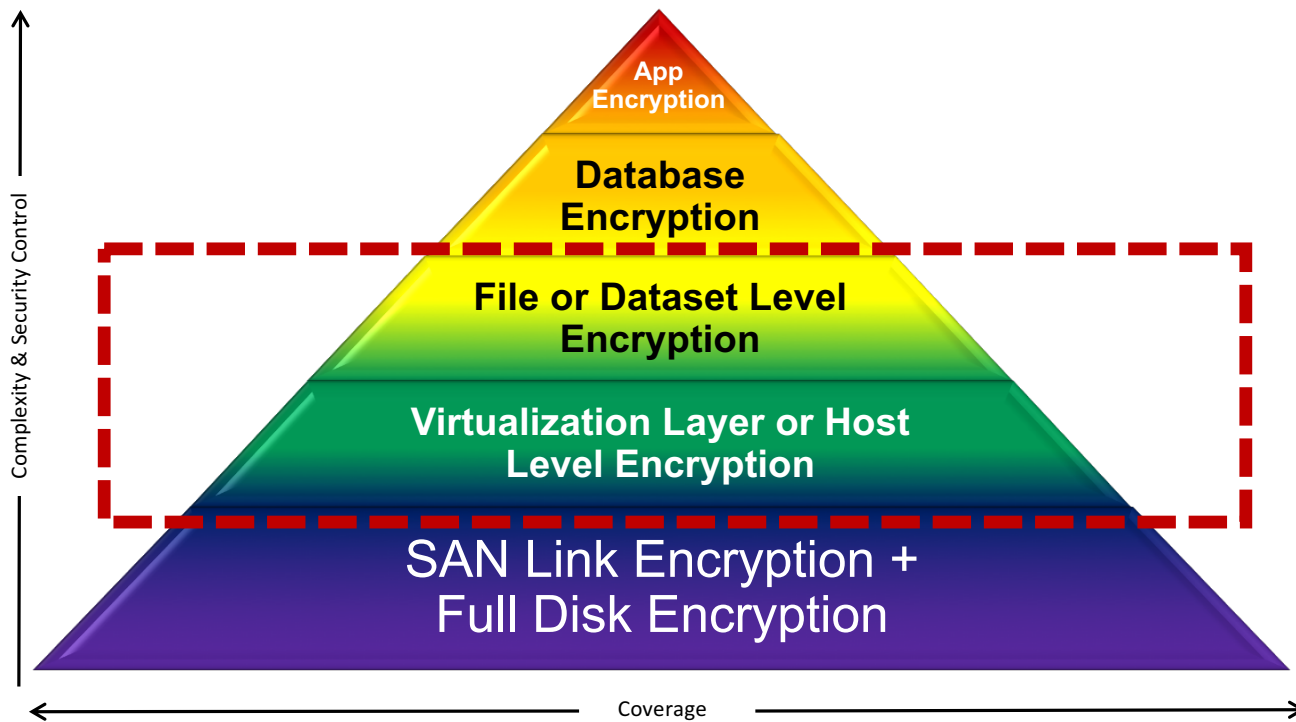 App
Encryption
Database
Encryption
File or Dataset Level
Encryption
Virtualization Layer or Host
Level Encryption
SAN Link Encryption +
Full Disk Encryption
Complexity & Security Control
Coverage